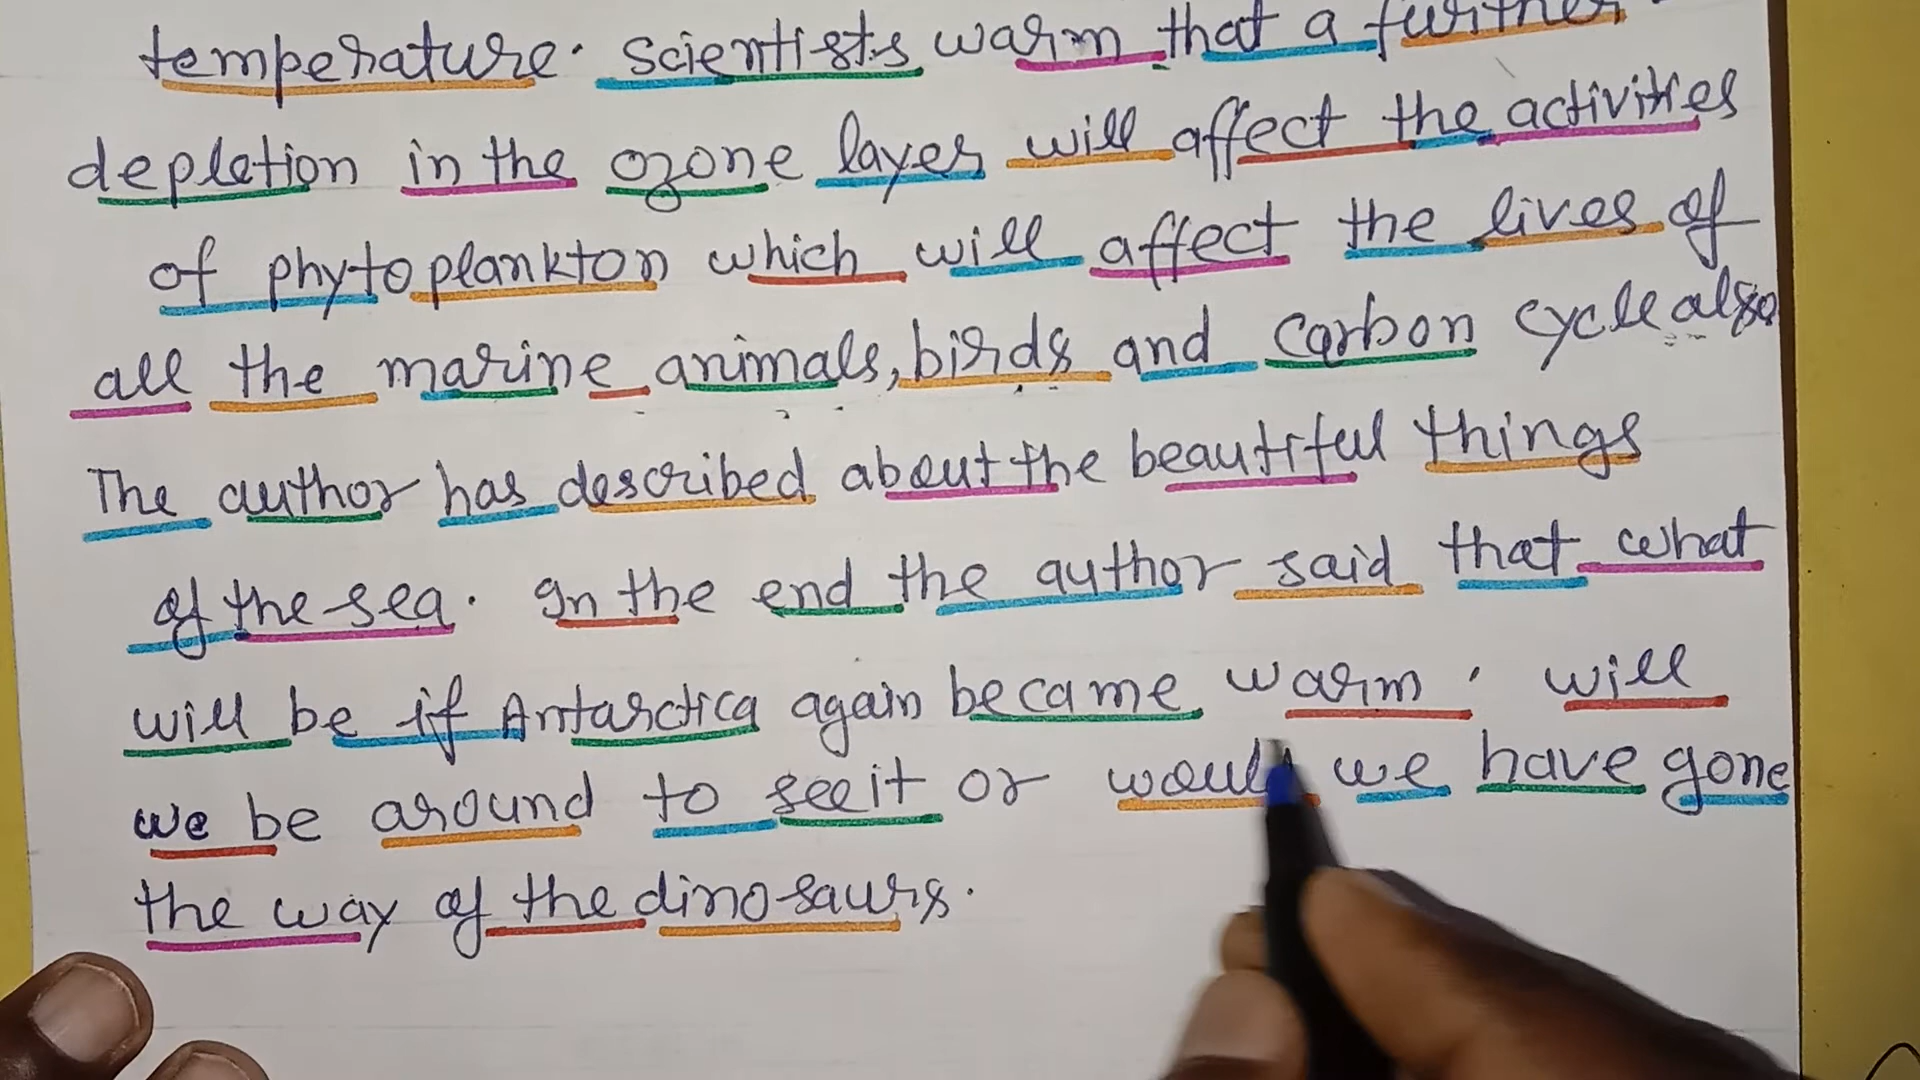 temperature. scientists warm that a further
depletion in the ozone layer will affect the activities
of phytoplankton which will affect the lives of
all the marine animals, birds and carbon cycle also
The author has described about the beautiful things
of the sea. In the end the author said that what
will be if Antarctica again became warm. will
we be around to see it or would we have gone
the way of the dinosaurs.